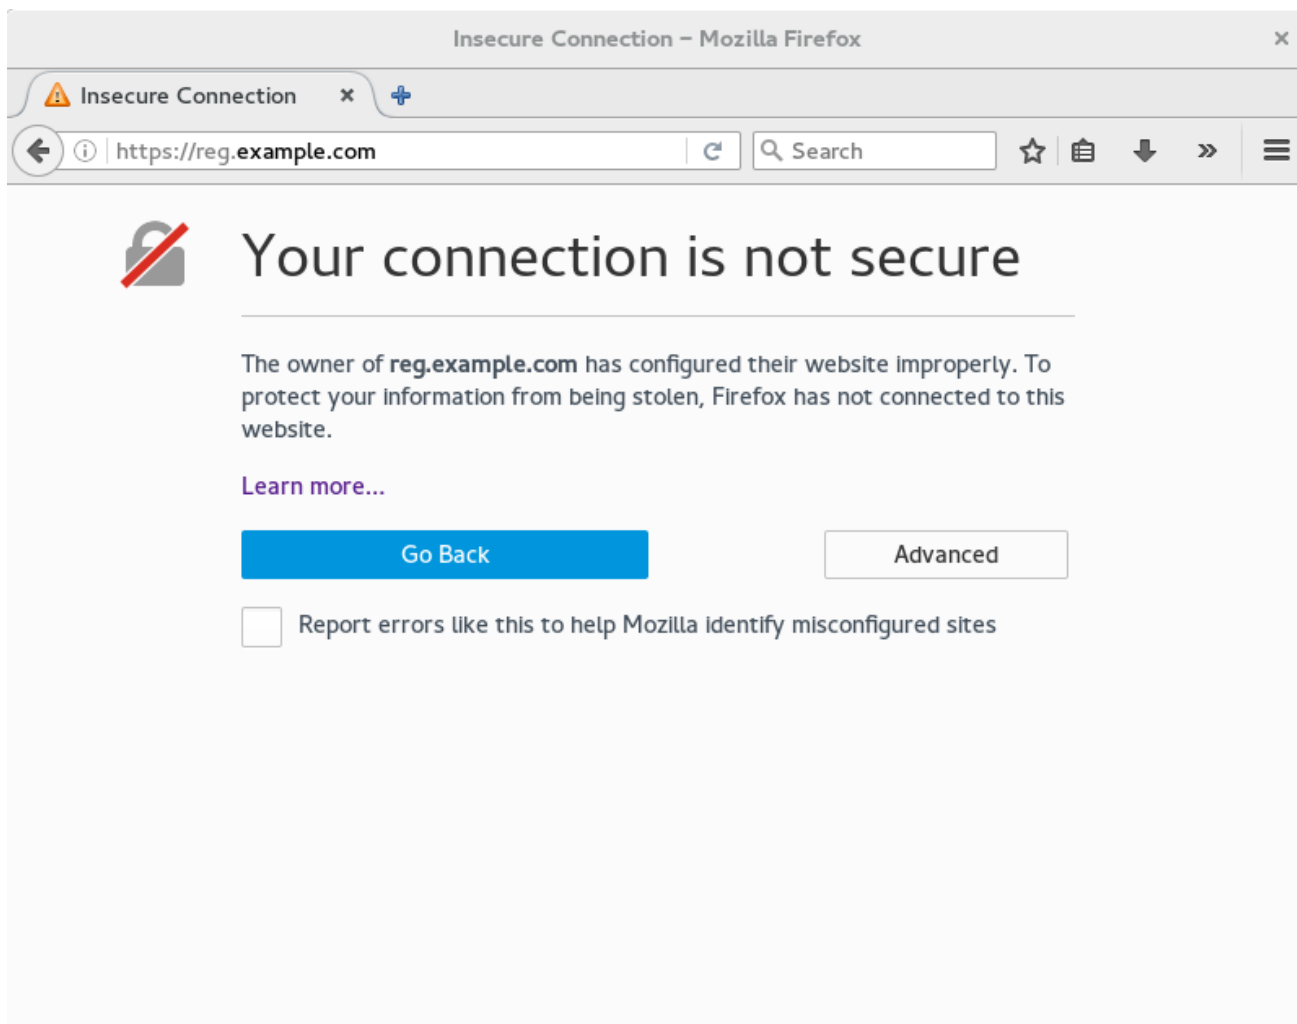 Insecure Connection – Mozilla Firefox
Insecure Connection
https://reg.example.com
Search
Your connection is not secure
The owner of reg.example.com has configured their website improperly. To
protect your information from being stolen, Firefox has not connected to this
website.
Learn more...
Go Back
Advanced
Report errors like this to help Mozilla identify misconfigured sites